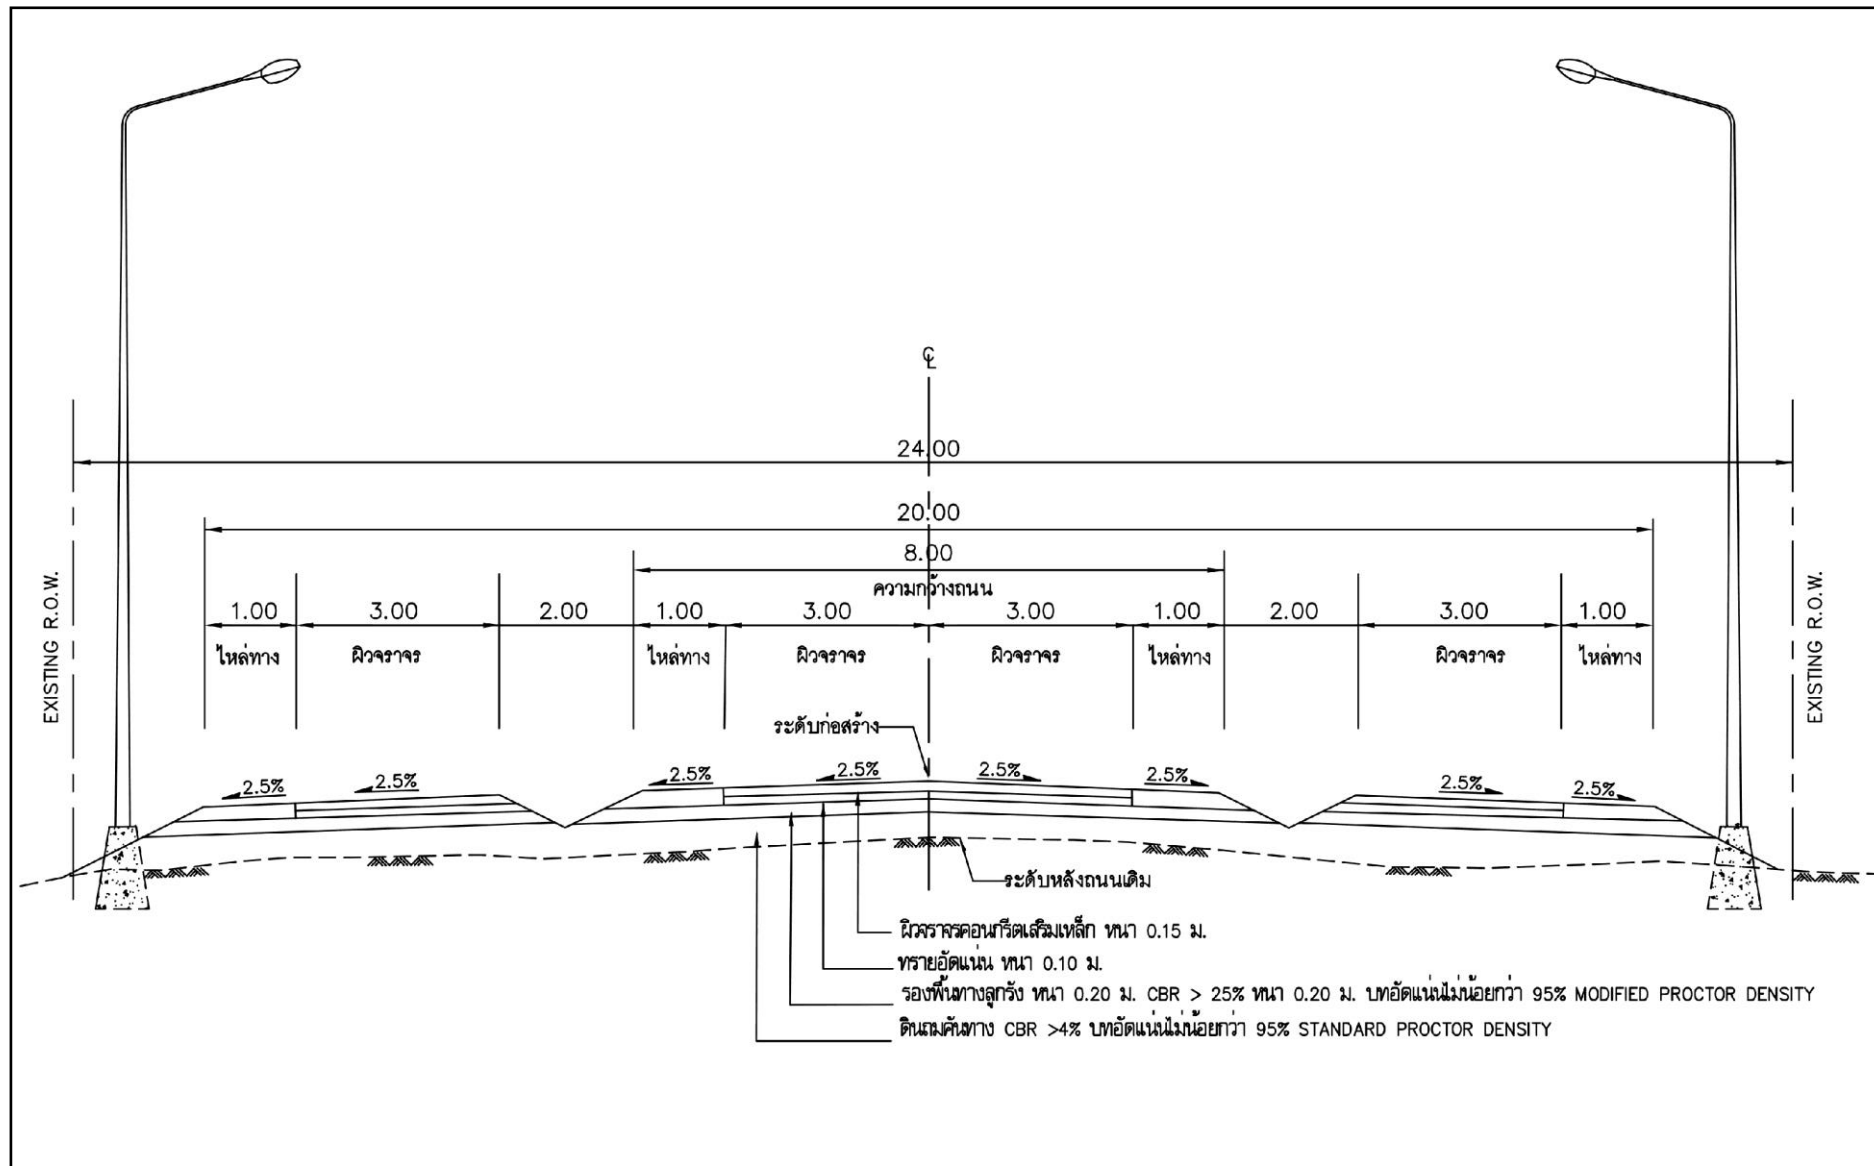 ℄
24.00
20.00
8.00
ความกว้างถนน
1.00 3.00 2.00 1.00 3.00 3.00 1.00 2.00 3.00 1.00
ไหล่ทาง ผิวจราจร ไหล่ทาง ผิวจราจร ผิวจราจร ไหล่ทาง ผิวจราจร ไหล่ทาง
EXISTING R.O.W.
EXISTING R.O.W.
ระดับก่อสร้าง
2.5% 2.5% 2.5% 2.5% 2.5% 2.5% 2.5% 2.5%
ระดับหลังถนนเดิม
ผิวจราจรคอนกรีตเสริมเหล็ก หนา 0.15 ม.
ทรายอัดแน่น หนา 0.10 ม.
รองพื้นทางลูกรัง หนา 0.20 ม. CBR > 25% หนา 0.20 ม. บทอัดแน่นไม่น้อยกว่า 95% MODIFIED PROCTOR DENSITY
ดินถมคันทาง CBR >4% บทอัดแน่นไม่น้อยกว่า 95% STANDARD PROCTOR DENSITY